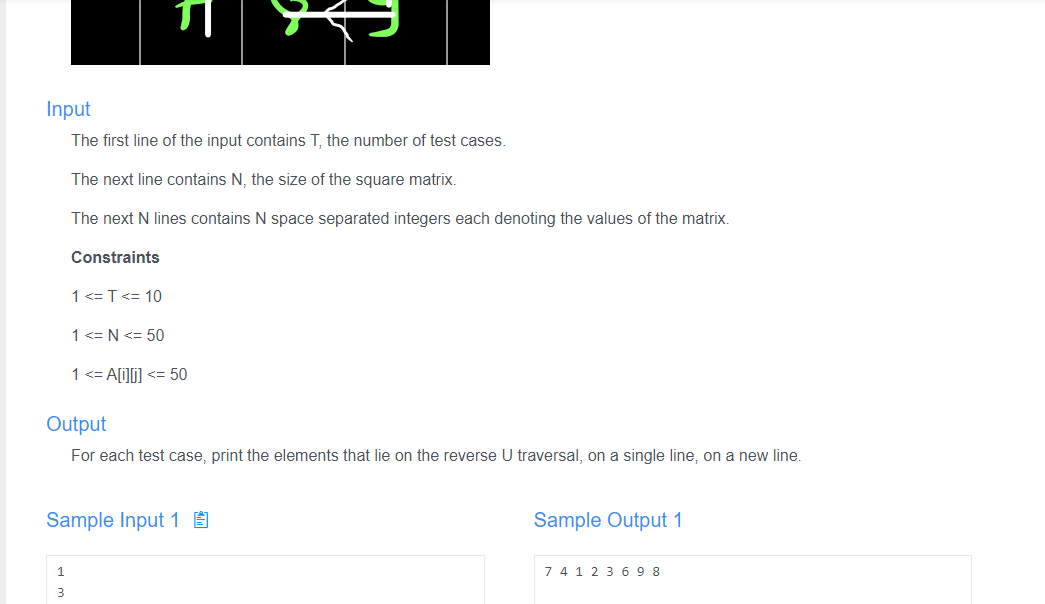 Input
The first line of the input contains T, the number of test cases.
The next line contains N, the size of the square matrix.
The next N lines contains N space separated integers each denoting the values of the matrix.
Constraints
1 <= T <= 10
1 <= N <= 50
1 <= A[i][j] <= 50
Output
For each test case, print the elements that lie on the reverse U traversal, on a single line, on a new line.
Sample Input 1
1
3
Sample Output 1
7 4 1 2 3 6 9 8